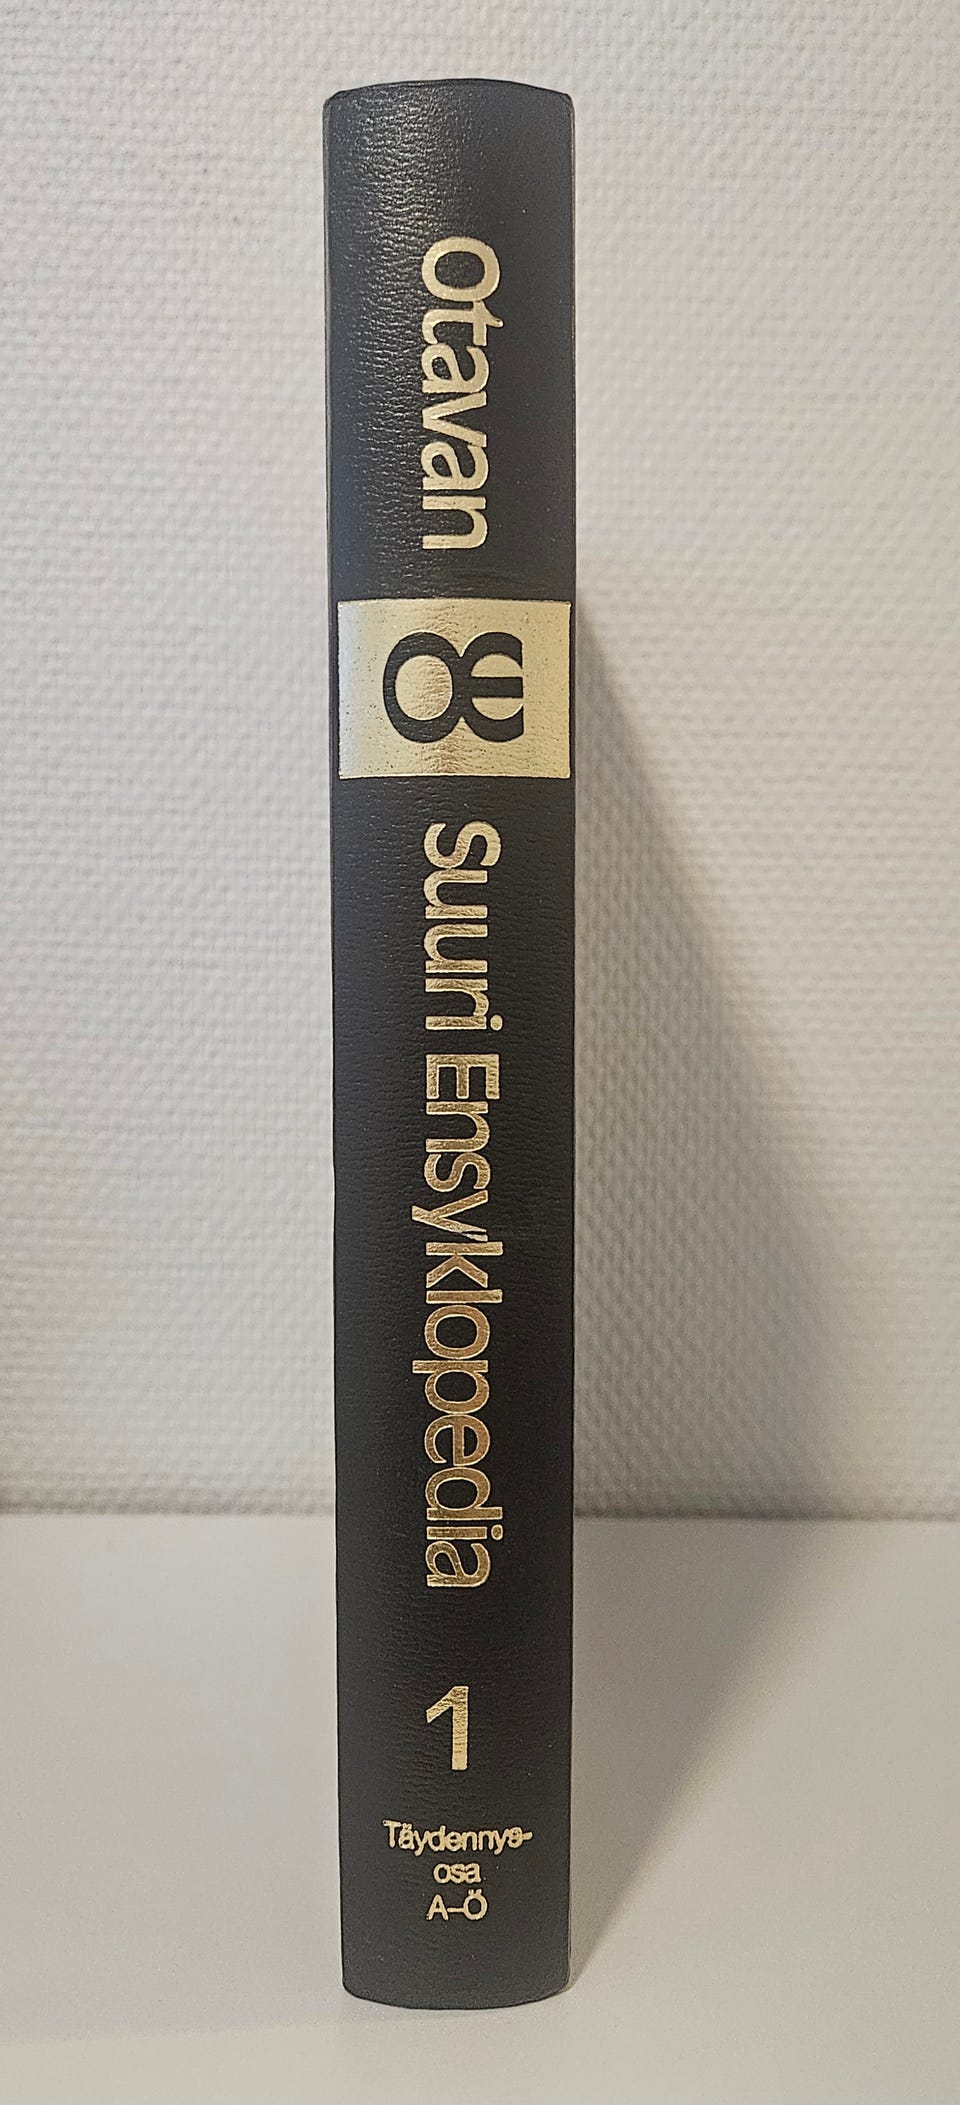 otavan
suuri Ensyklopedia
1
Täydennys-
osa
A-Ö